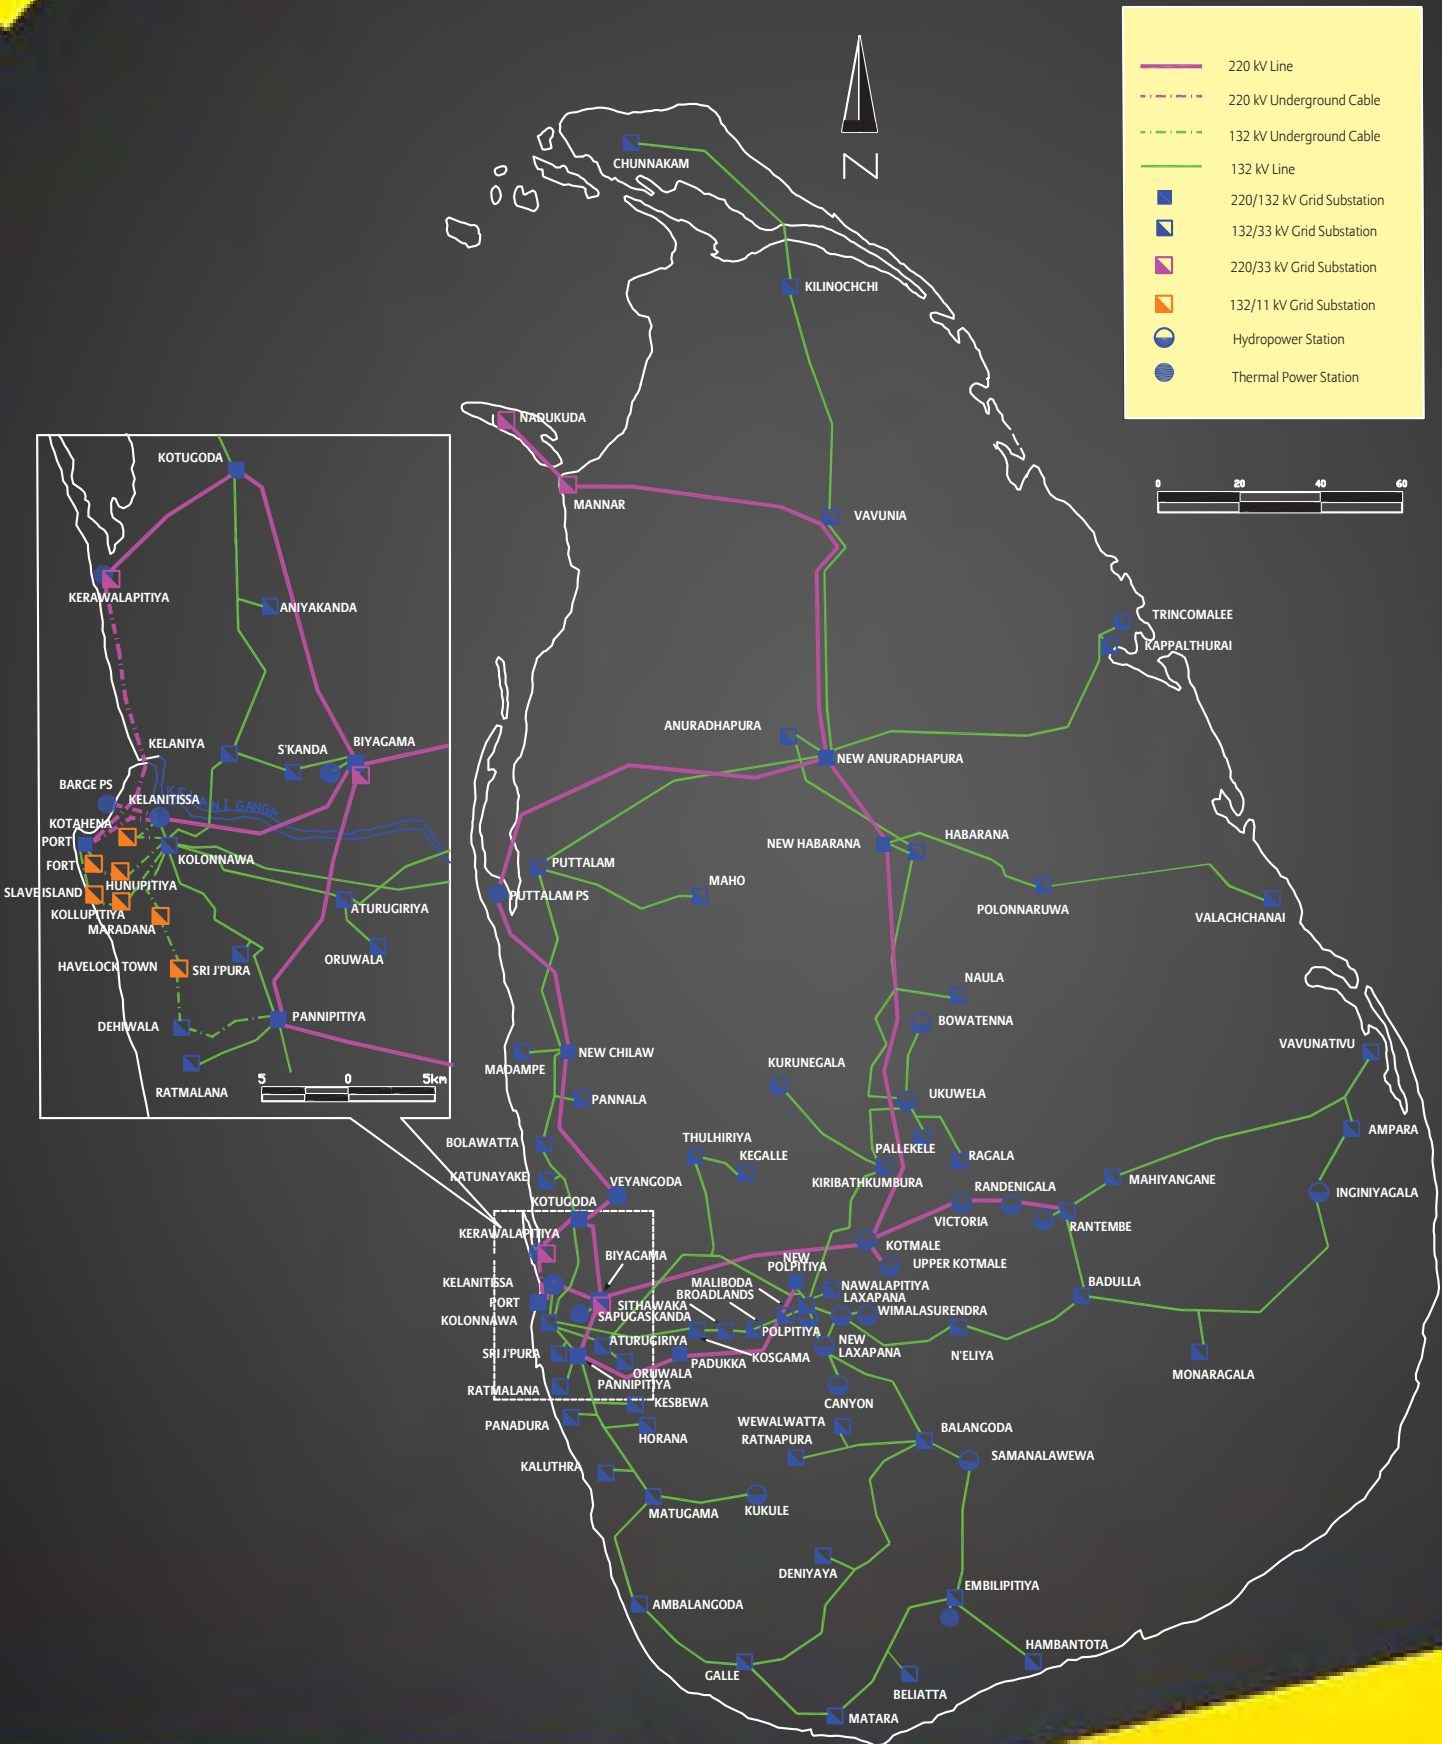 220 kV Line
220 kV Underground Cable
132 kV Underground Cable
132 kV Line
220/132 kV Grid Substation
132/33 kV Grid Substation
220/33 kV Grid Substation
132/11 kV Grid Substation
Hydropower Station
Thermal Power Station
N
0 20 40 60
CHUNNAKAM
KILINOCHCHI
NADUKUDA
MANNAR
VAVUNIA
TRINCOMALEE
KAPPALTHURAI
ANURADHAPURA
NEW ANURADHAPURA
NEW HABARANA
HABARANA
PUTTALAM
MAHO
PUTTALAM PS
POLONNARUWA
VALACHCHANAI
NAULA
BOWATENNA
VAVUNATIVU
NEW CHILAW
MADAMPE
KURUNEGALA
UKUWELA
PANNALA
AMPARA
BOLAWATTA
THULHIRIYA
KEGALLE
PALLEKELE
RAGALA
KATUNAYAKE
VEYANGODA
KIRIBATHKUMBURA
MAHIYANGANE
RANDENIGALA
INGINIYAGALA
KOTUGODA
VICTORIA
RANTEMBE
KERAWALAPITIYA
BIYAGAMA
KOTMALE
UPPER KOTMALE
NEW
POLPITIYA
KELANITISSA
MALIBODA
BROADLANDS
NAWALAPITIYA
LAXAPANA
BADULLA
PORT
SITHAWAKA
SAPUGASKANDA
WIMALASURENDRA
KOLONNAWA
POLPITIYA
ATURUGIRIYA
NEW
LAXAPANA
SRI J'PURA
PADUKKA
KOSGAMA
N'ELIYA
ORUWALA
PANNIPITIYA
MONARAGALA
RATMALANA
KESBEWA
CANYON
PANADURA
HORANA
WEWALWATTA
RATNAPURA
BALANGODA
SAMANALAWEWA
KALUTHRA
MATUGAMA
KUKULE
DENIYAYA
EMBILIPITIYA
AMBALANGODA
HAMBANTOTA
GALLE
BELIATTA
MATARA
KOTUGODA
KERAWALAPITIYA
ANIYAKANDA
KELANIYA
S'KANDA
BIYAGAMA
BARGE PS
KELANITISSA
KELANI GANGA
KOTAHENA
PORT
KOLONNAWA
FORT
HUNUPITIYA
SLAVE ISLAND
KOLLUPITIYA
MARADANA
ATURUGIRIYA
ORUWALA
HAVELOCK TOWN
SRI J'PURA
DEHIWALA
PANNIPITIYA
RATMALANA
5 0 5km